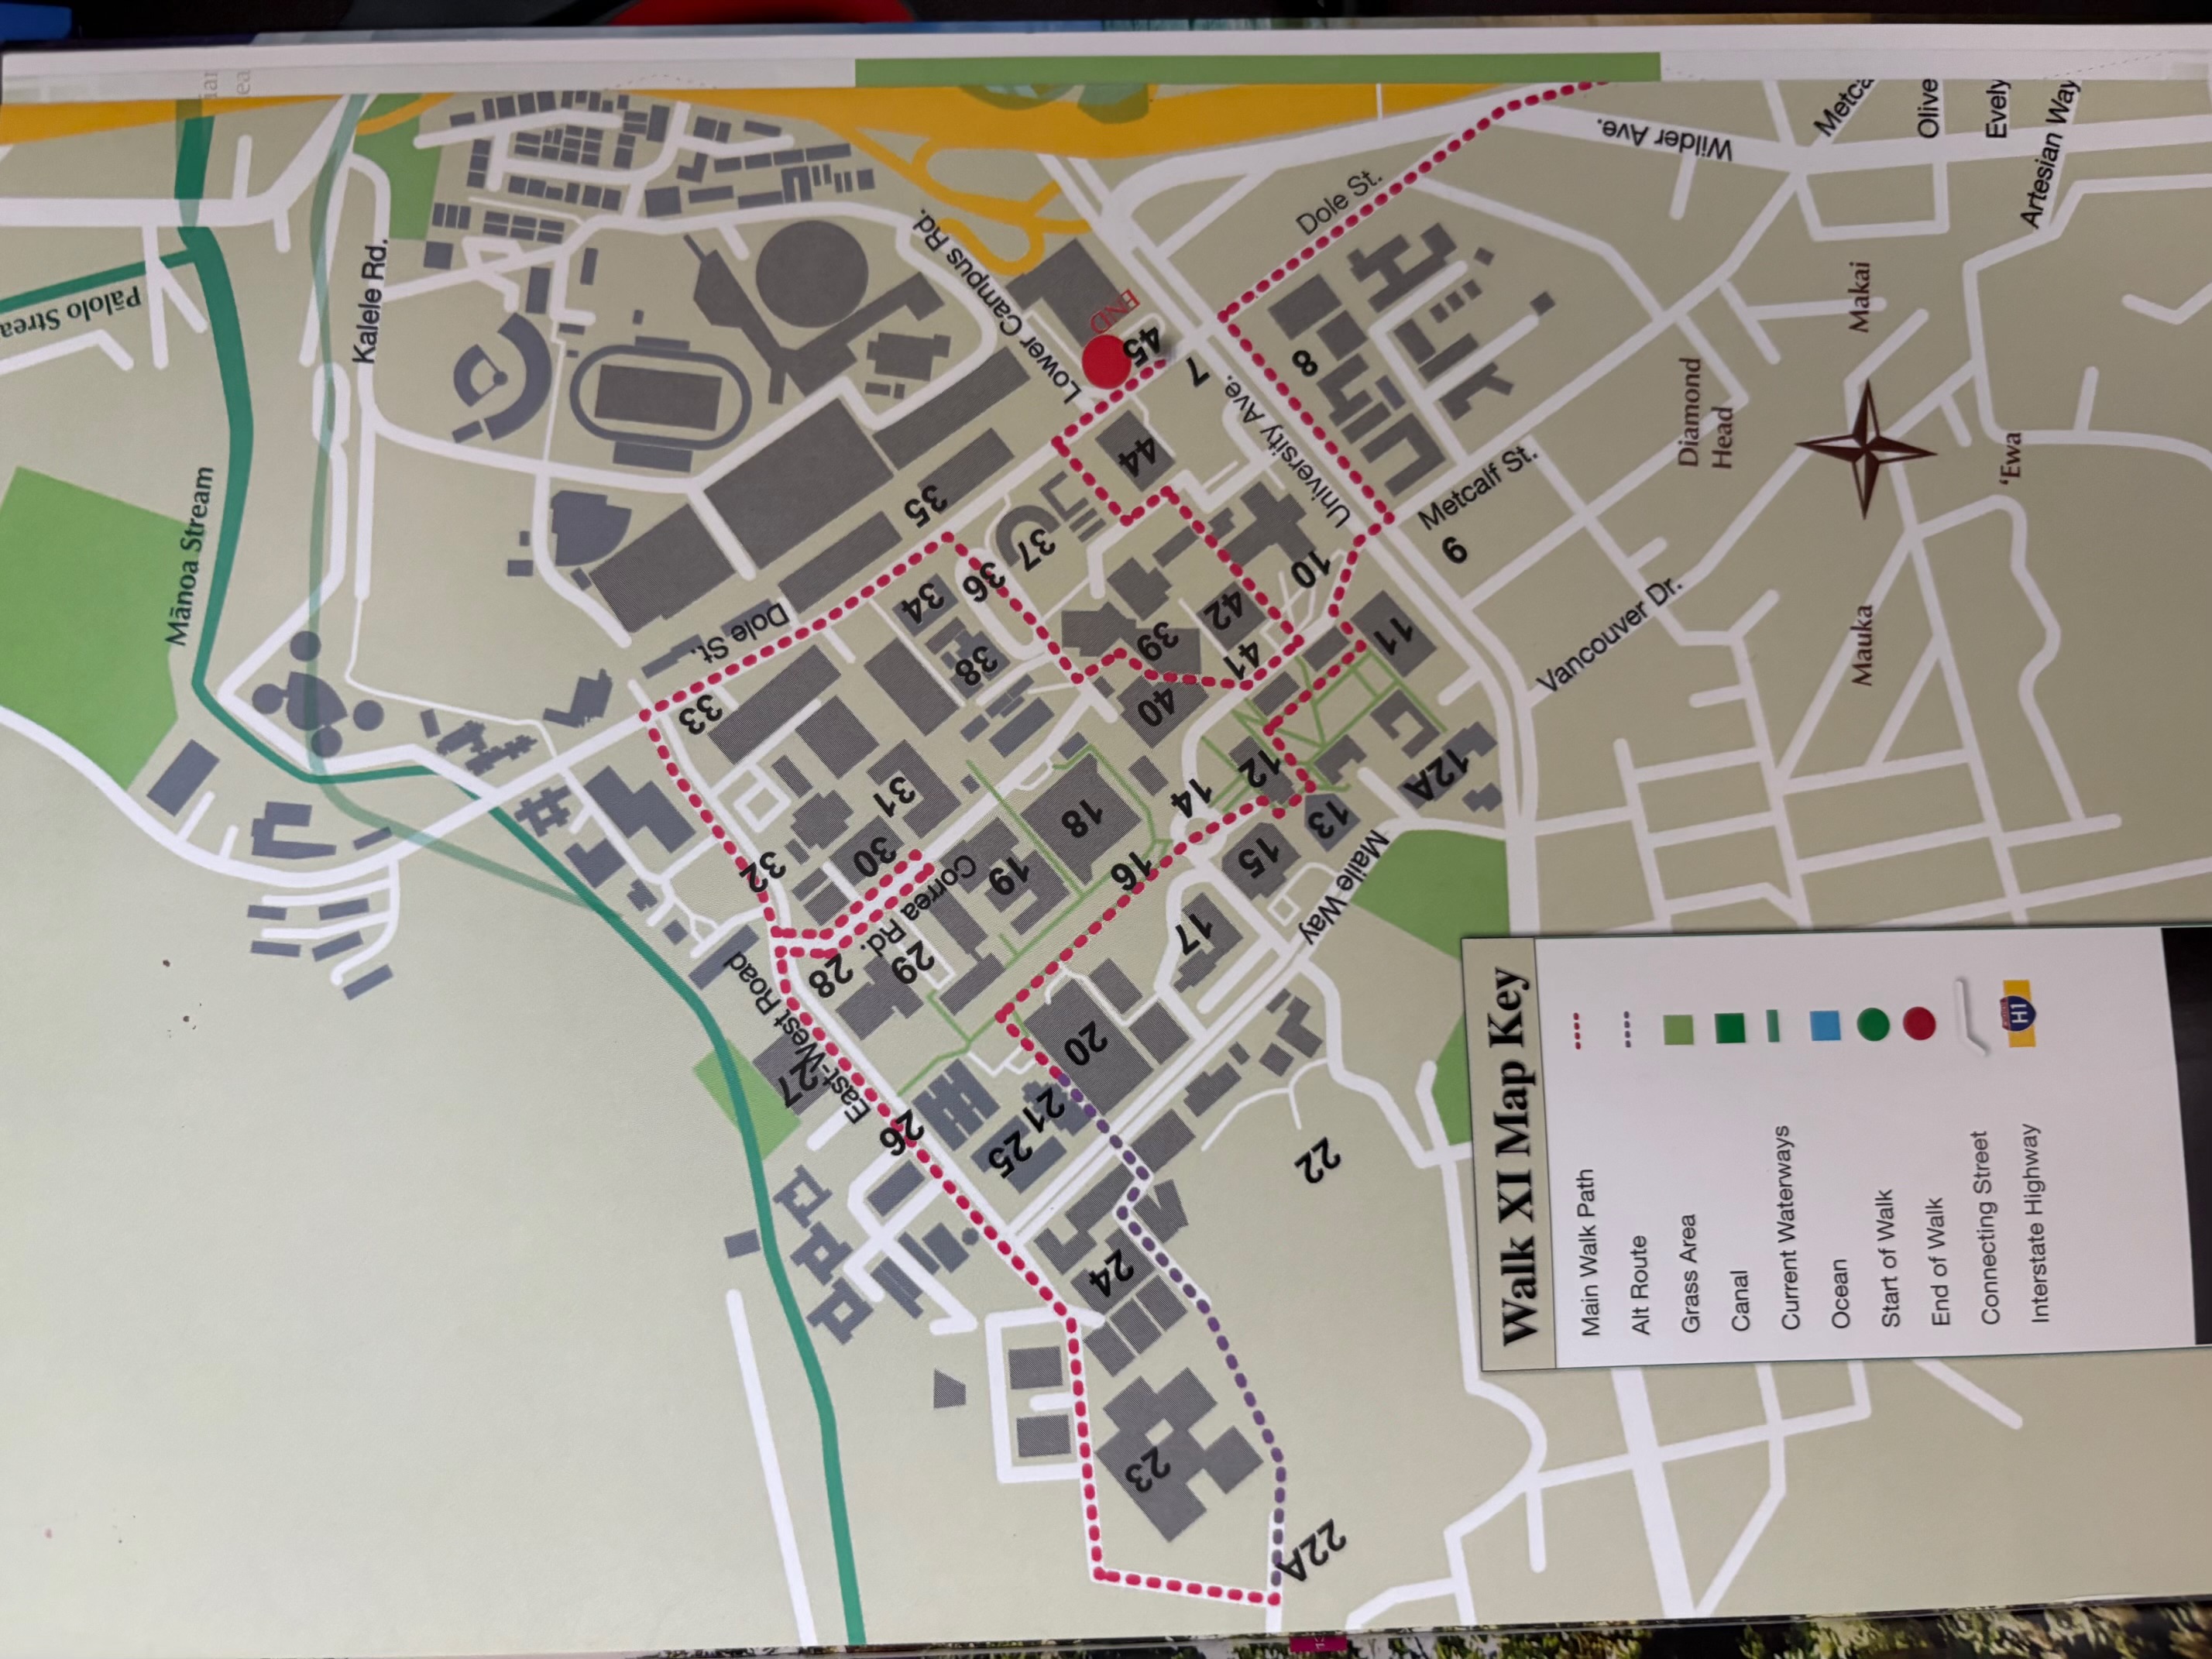 Pālolo Strea
Mānoa Stream
Kalele Rd.
33
Dole St.
32
27
East-West Road
28
30
31
29
Correa Rd.
26
34
35
38
36
19
25
21
37
Lower Campus Rd.
20
18
24
END
23
16
44
45
40
39
17
14
7
42
41
12
15
22A
22
13
10
University Ave.
8
Dole St.
Maile Way
11
12A
9
Metcalf St.
Vancouver Dr.
Wilder Ave.
Diamond
Head
Mauka
Makai
'Ewa
Metca
Olive
Evely
Artesian Way
Walk XI Map Key
Main Walk Path
Alt Route
Grass Area
Canal
Current Waterways
Ocean
Start of Walk
End of Walk
Connecting Street
Interstate Highway
H1